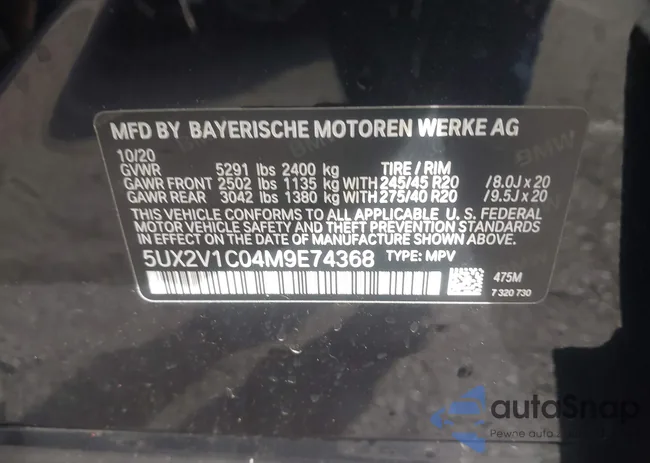 MFD BY BAYERISCHE MOTOREN WERKE AG
10/20
GVWR 5291 lbs 2400 kg TIRE / RIM
GAWR FRONT 2502 lbs 1135 kg WITH 245/45 R20 / 8.0J x 20
GAWR REAR 3042 lbs 1380 kg WITH 275/40 R20 / 9.5J x 20
THIS VEHICLE CONFORMS TO ALL APPLICABLE U. S. FEDERAL
MOTOR VEHICLE SAFETY AND THEFT PREVENTION STANDARDS
IN EFFECT ON THE DATE OF MANUFACTURE SHOWN ABOVE.
5UX2V1C04M9E74368 TYPE: MPV
475M
7 320 730
BMW
autoSnap
Pewne auto